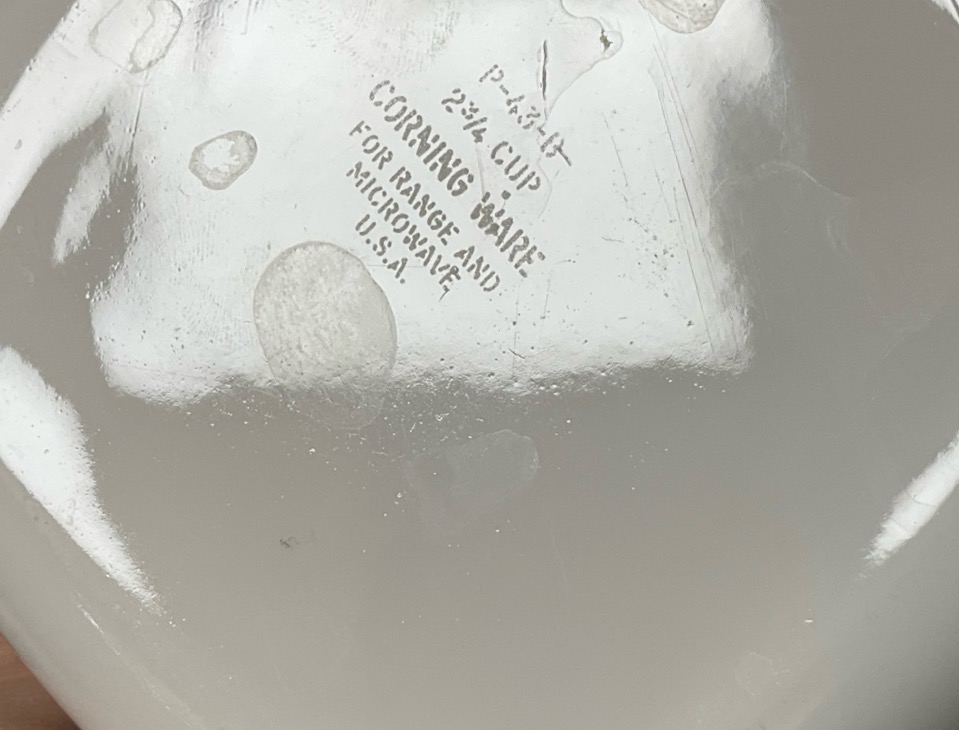 P-43-B
2¾ CUP
CORNING WARE
FOR RANGE AND
MICROWAVE
U.S.A.